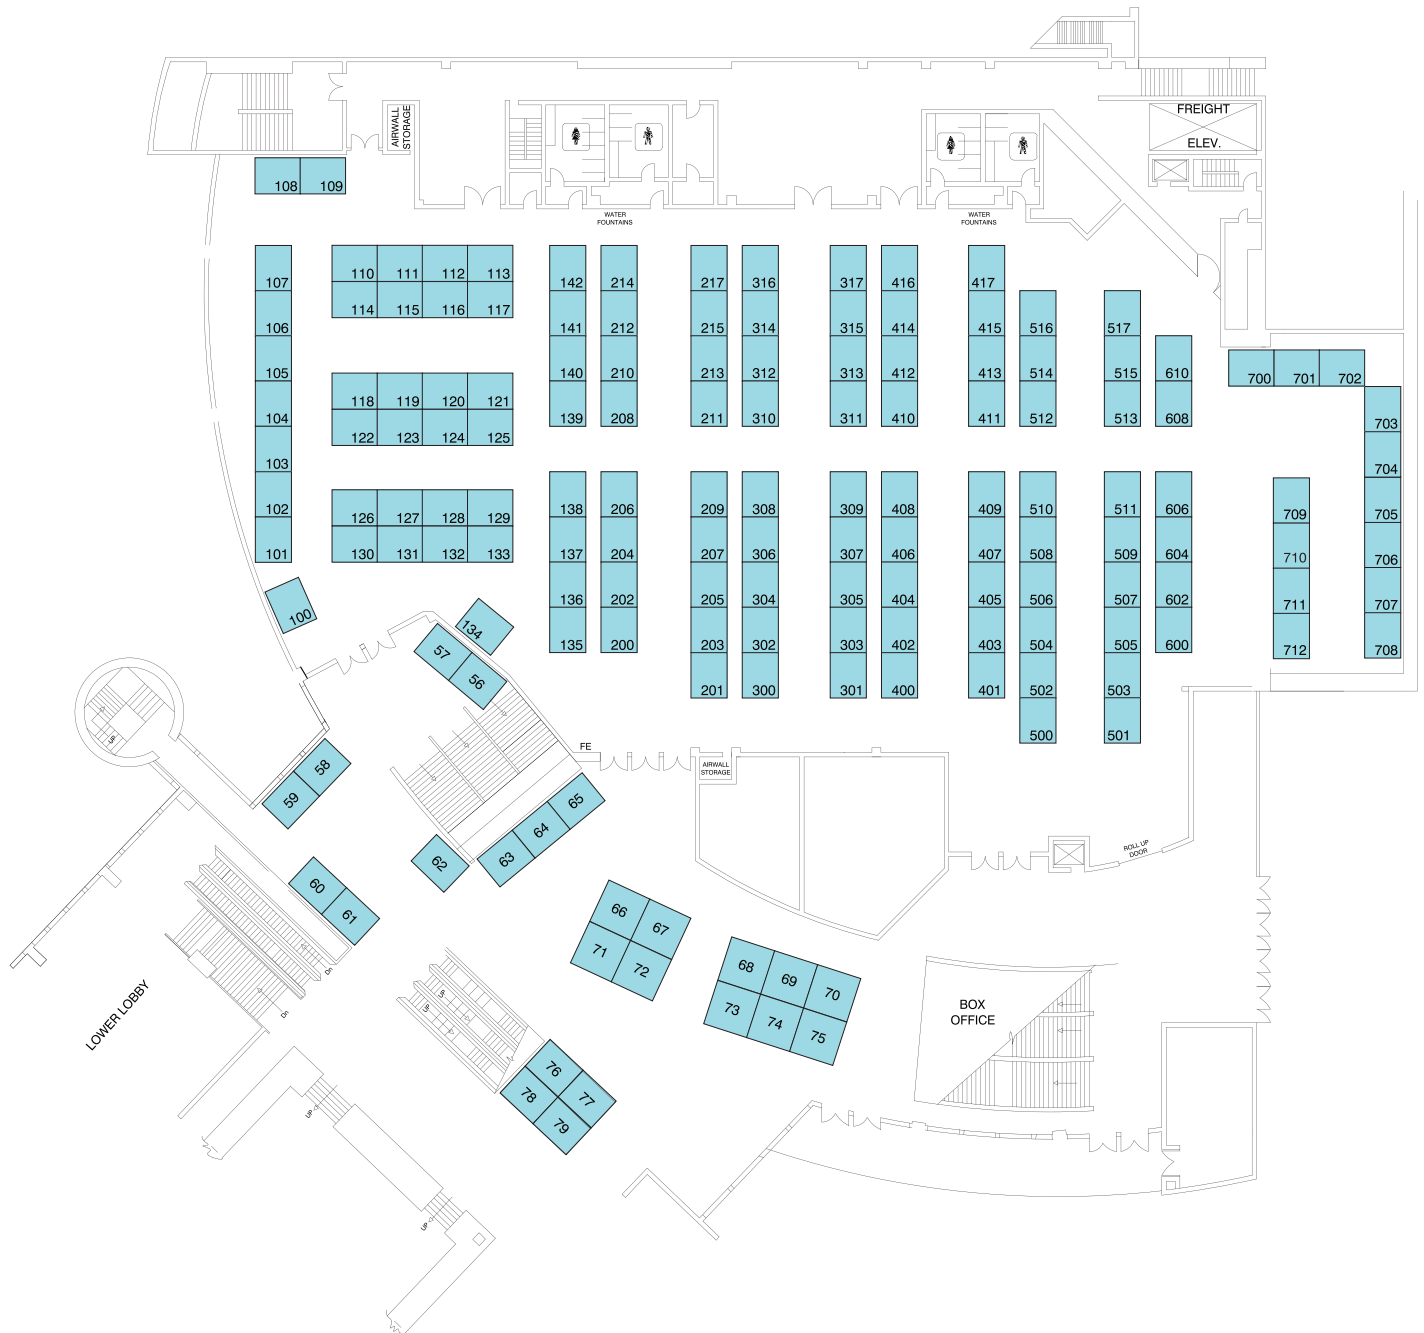 FREIGHT
ELEV.
AIRWALL
STORAGE
108 109
WATER
FOUNTAINS
WATER
FOUNTAINS
107 110 111 112 113 142 214 217 316 317 416 417
106 114 115 116 117 141 212 215 314 315 414 415 516 517
105 140 210 213 312 313 412 413 514 515 610 700 701 702
104 118 119 120 121 139 208 211 310 311 410 411 512 513 608 703
103 122 123 124 125 704
102 126 127 128 129 138 206 209 308 309 408 409 510 511 606 709 705
101 130 131 132 133 137 204 207 306 307 406 407 508 509 604 710 706
100 136 202 205 304 305 404 405 506 507 602 711 707
134 135 200 203 302 303 402 403 504 505 600 712 708
57
56
201 300 301 400 401 502 503
500 501
UP
FE
AIRWALL
STORAGE
58
59
65
64
63
62
ROLL UP
DOOR
60
61
66 67
71 72
68 69 70
73 74 75
Dn
Dn
LOWER LOBBY
UP
UP
BOX
OFFICE
76 77
78 79
UP
UP